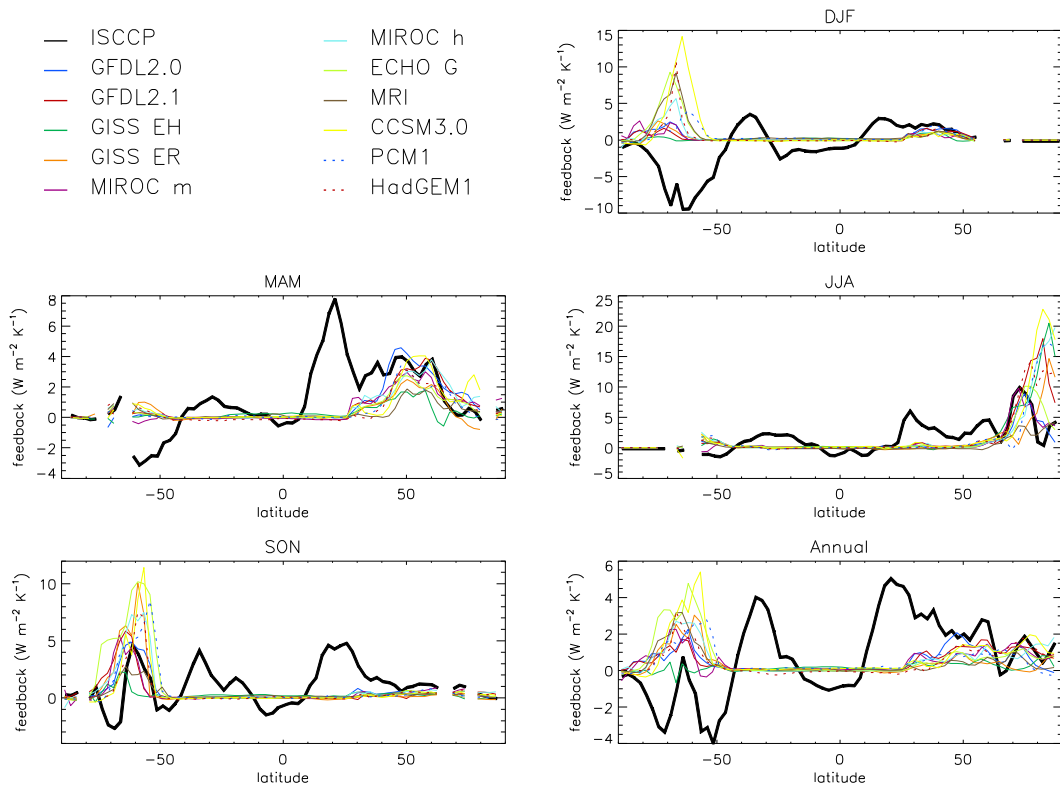 ISCCP
GFDL2.0
GFDL2.1
GISS EH
GISS ER
MIROC m
MIROC h
ECHO G
MRI
CCSM3.0
PCM1
HadGEM1
DJF
feedback (W m⁻² K⁻¹)
15
10
5
0
−5
−10
−50 0 50
latitude
MAM
feedback (W m⁻² K⁻¹)
8
6
4
2
0
−2
−4
−50 0 50
latitude
JJA
feedback (W m⁻² K⁻¹)
25
20
15
10
5
0
−5
−50 0 50
latitude
SON
feedback (W m⁻² K⁻¹)
10
5
0
−50 0 50
latitude
Annual
feedback (W m⁻² K⁻¹)
6
4
2
0
−2
−4
−50 0 50
latitude